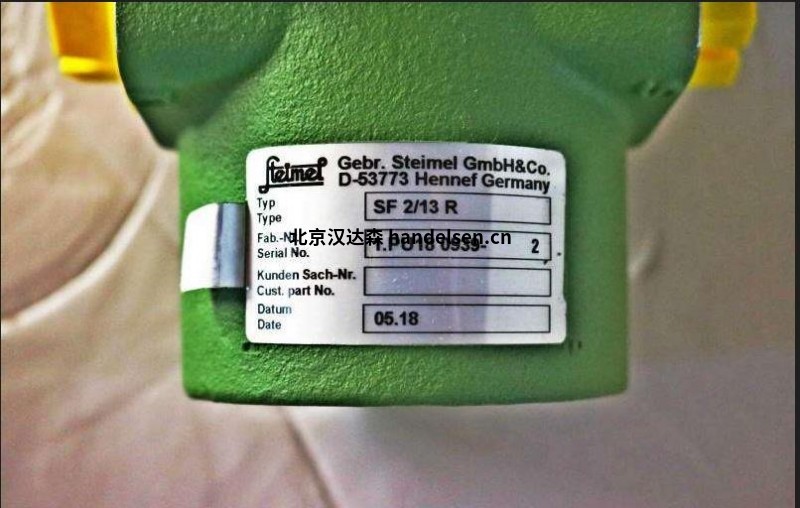 Steimel
Gebr. Steimel GmbH&Co.
D-53773 Hennef Germany
Typ
Type
SF 2/13 R
Fab.-Nr.
Serial No.
2
北京汉达森 handelsen.cn
Kunden Sach-Nr.
Cust. part No.
Datum
Date
05.18